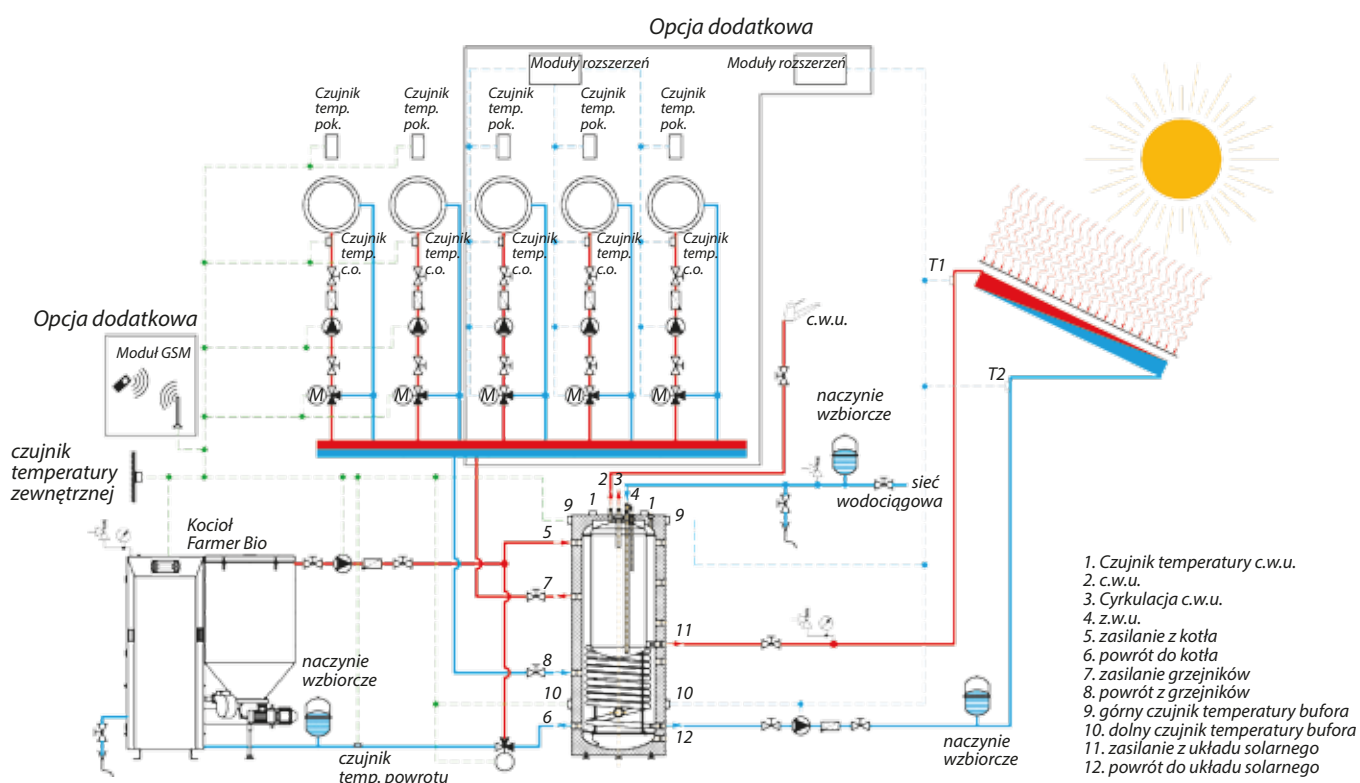 Opcja dodatkowa
Moduły rozszerzeń
Moduły rozszerzeń
Czujnik
temp.
pok.
Czujnik
temp.
pok.
Czujnik
temp.
pok.
Czujnik
temp.
pok.
Czujnik
temp.
pok.
Czujnik
temp.
c.o.
Czujnik
temp.
c.o.
Czujnik
temp.
c.o.
Czujnik
temp.
c.o.
Czujnik
temp.
c.o.
T1
T2
Opcja dodatkowa
Moduł GSM
M
M
M
M
M
c.w.u.
naczynie
wzbiorcze
sieć
wodociągowa
czujnik
temperatury
zewnętrznej
Kocioł
Farmer Bio
2
3
4
9
1
1
9
5
7
11
8
10
10
6
12
naczynie
wzbiorcze
czujnik
temp. powrotu
naczynie
wzbiorcze
1. Czujnik temperatury c.w.u.
2. c.w.u.
3. Cyrkulacja c.w.u.
4. z.w.u.
5. zasilanie z kotła
6. powrót do kotła
7. zasilanie grzejników
8. powrót z grzejników
9. górny czujnik temperatury bufora
10. dolny czujnik temperatury bufora
11. zasilanie z układu solarnego
12. powrót do układu solarnego